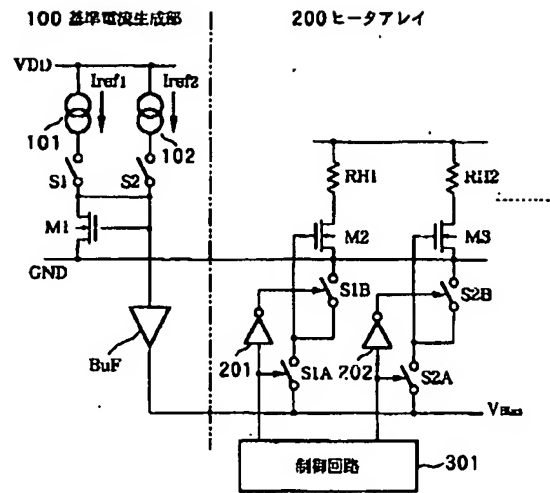 100 基準電流生成部
200 ヒータアレイ
VDD
Iref1
Iref2
101
102
S1
S2
RH1
RH2
M1
M2
M3
GND
S1B
S2B
BuF
201
S1A
202
S2A
VBias
制御回路
301